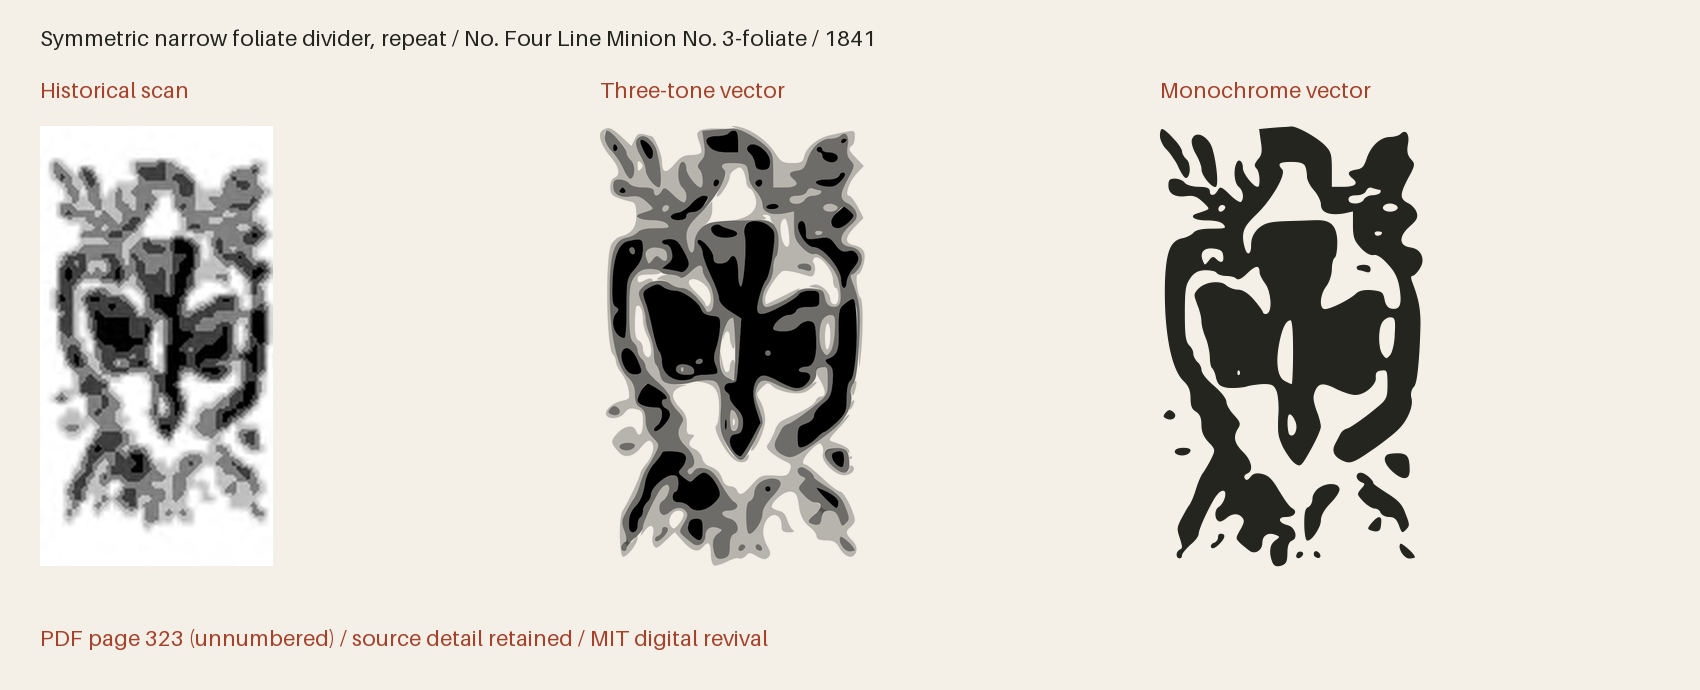 Symmetric narrow foliate divider, repeat / No. Four Line Minion No. 3-foliate / 1841
Historical scan
Three-tone vector
Monochrome vector
PDF page 323 (unnumbered) / source detail retained / MIT digital revival